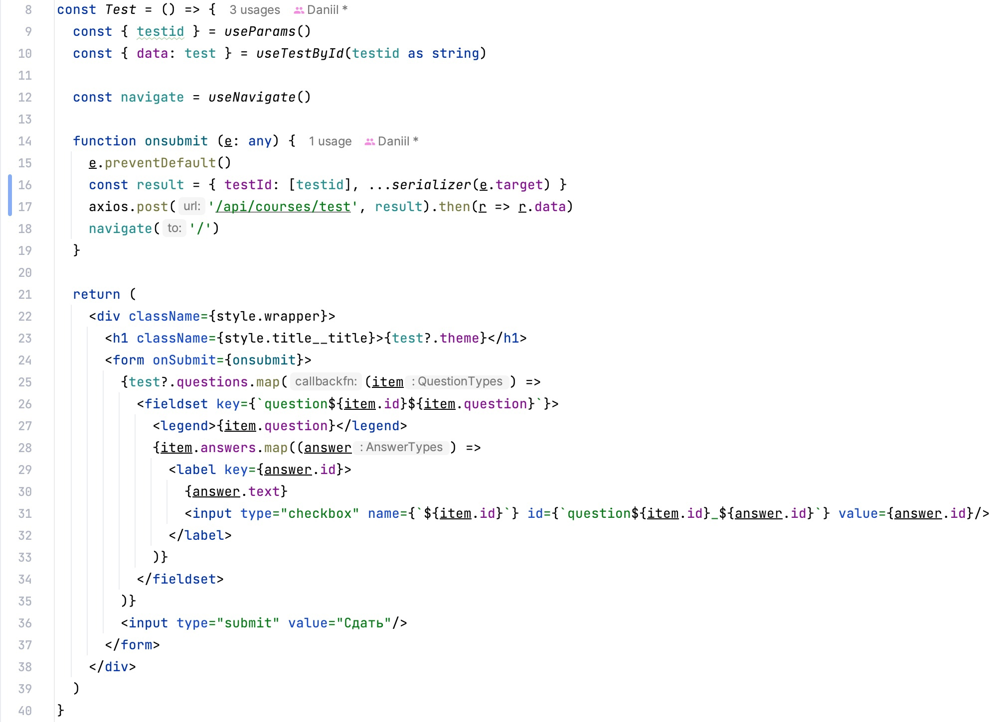 8 const Test = () => { 3 usages Daniil *
9 const { testid } = useParams()
10 const { data: test } = useTestById(testid as string)
11
12 const navigate = useNavigate()
13
14 function onsubmit (e: any) { 1 usage Daniil *
15 e.preventDefault()
16 const result = { testId: [testid], ...serializer(e.target) }
17 axios.post( url: '/api/courses/test', result).then(r => r.data)
18 navigate( to: '/')
19 }
20
21 return (
22 <div className={style.wrapper}>
23 <h1 className={style.title__title}>{test?.theme}</h1>
24 <form onSubmit={onsubmit}>
25 {test?.questions.map( callbackfn: (item : QuestionTypes ) =>
26 <fieldset key={`question${item.id}${item.question}`}>
27 <legend>{item.question}</legend>
28 {item.answers.map((answer : AnswerTypes ) =>
29 <label key={answer.id}>
30 {answer.text}
31 <input type="checkbox" name={`${item.id}`} id={`question${item.id}_${answer.id}`} value={answer.id}/>
32 </label>
33 )}
34 </fieldset>
35 )}
36 <input type="submit" value="Сдать"/>
37 </form>
38 </div>
39 )
40 }